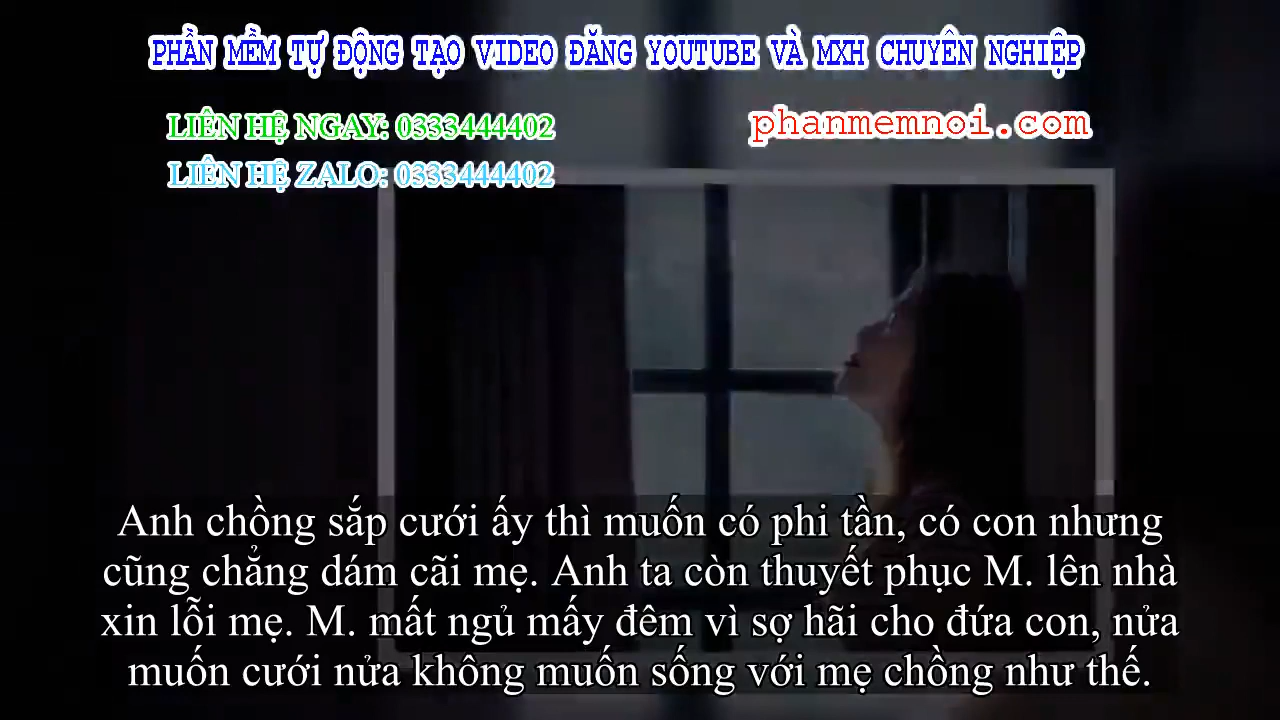 PHẦN MỀM TỰ ĐỘNG TẠO VIDEO ĐĂNG YOUTUBE VÀ MXH CHUYÊN NGHIỆP
LIÊN HỆ NGAY: 0333444402
phanmemnoi.com
LIÊN HỆ ZALO: 0333444402
Anh chồng sắp cưới ấy thì muốn có phi tần, có con nhưng
cũng chẳng dám cãi mẹ. Anh ta còn thuyết phục M. lên nhà
xin lỗi mẹ. M. mất ngủ mấy đêm vì sợ hãi cho đứa con, nửa
muốn cưới nửa không muốn sống với mẹ chồng như thế.